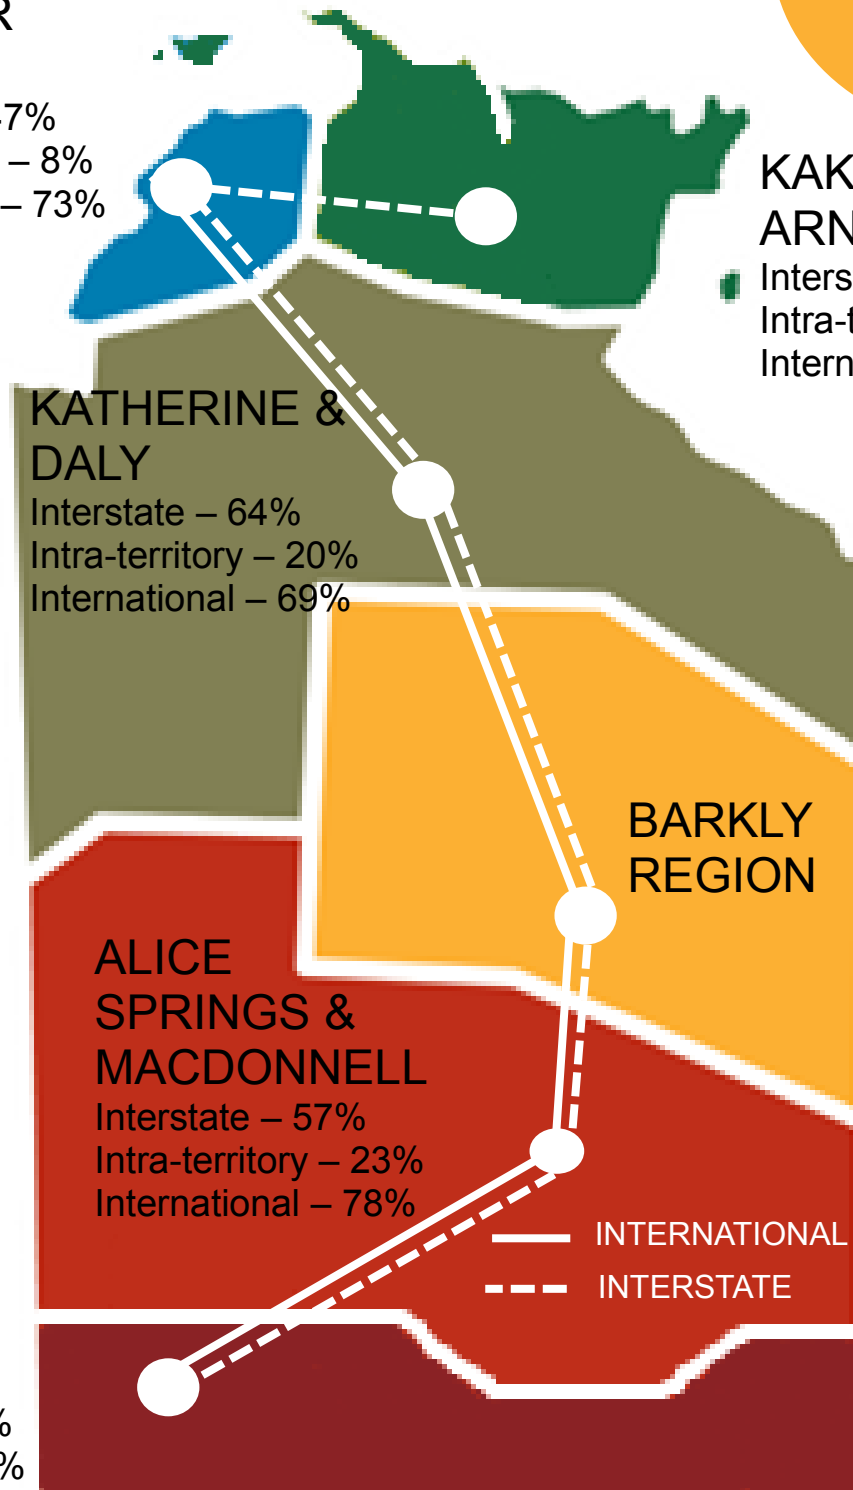 R
47%
– 8%
– 73%
KAK
ARN
Inters
Intra-t
Intern
KATHERINE &
DALY
Interstate – 64%
Intra-territory – 20%
International – 69%
BARKLY
REGION
ALICE
SPRINGS &
MACDONNELL
Interstate – 57%
Intra-territory – 23%
International – 78%
INTERNATIONAL
INTERSTATE
%
%